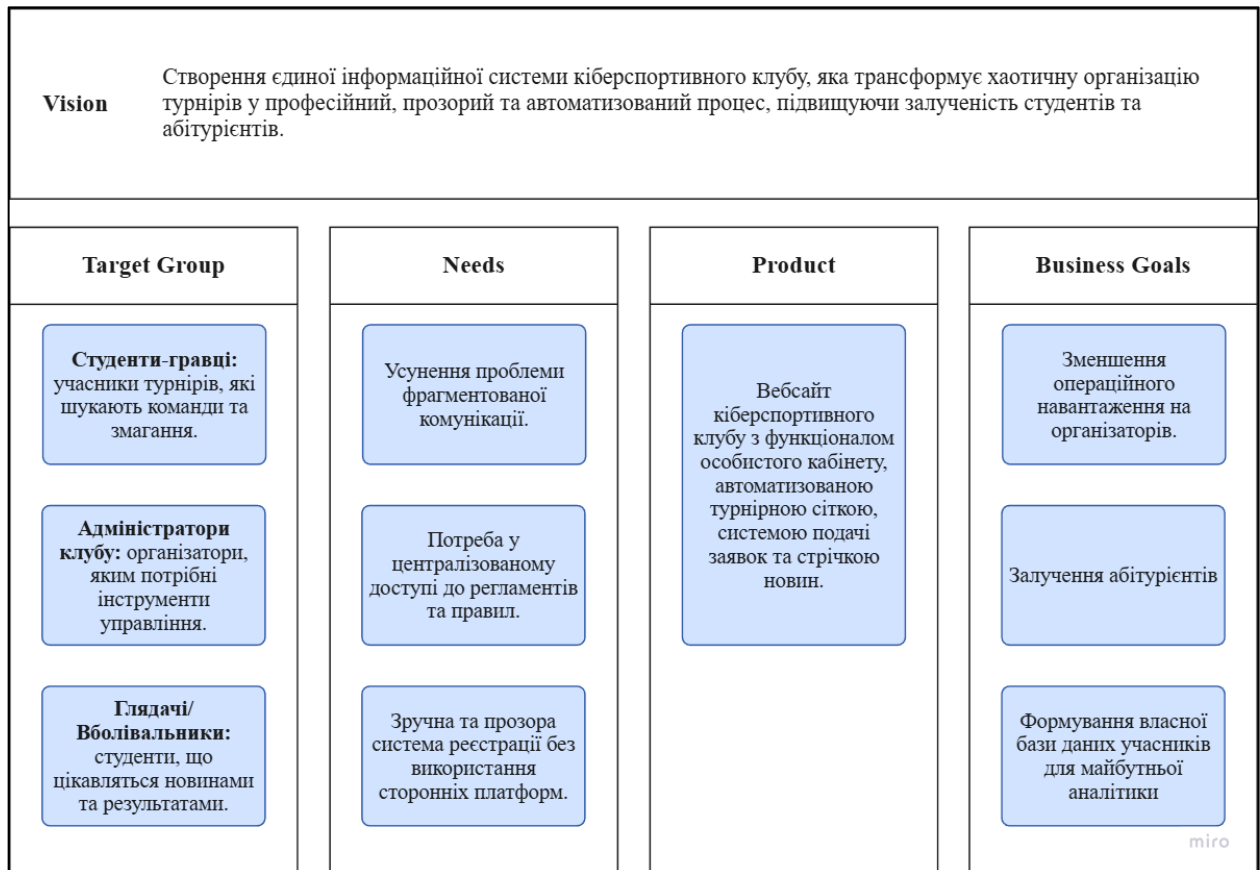 Vision
Створення єдиної інформаційної системи кіберспортивного клубу, яка трансформує хаотичну організацію
турнірів у професійний, прозорий та автоматизований процес, підвищуючи залученість студентів та
абітурієнтів.
Target Group
Студенти-гравці:
учасники турнірів, які
шукають команди та
змагання.
Адміністратори
клубу: організатори,
яким потрібні
інструменти
управління.
Глядачі/
Вболівальники:
студенти, що
цікавляться новинами
та результатами.
Needs
Усунення проблеми
фрагментованої
комунікації.
Потреба у
централізованому
доступі до регламентів
та правил.
Зручна та прозора
система реєстрації без
використання
сторонніх платформ.
Product
Вебсайт
кіберспортивного
клубу з функціоналом
особистого кабінету,
автоматизованою
турнірною сіткою,
системою подачі
заявок та стрічкою
новин.
Business Goals
Зменшення
операційного
навантаження на
організаторів.
Залучення абітурієнтів
Формування власної
бази даних учасників
для майбутньої
аналітики
miro